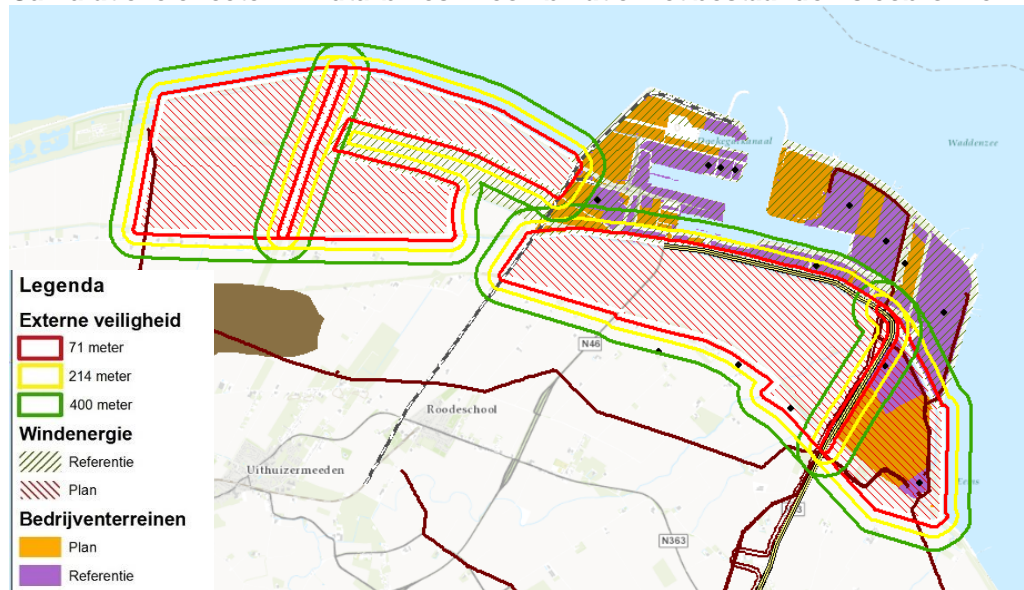 Doekegatkanaal
Waddenzee
Legenda
Externe veiligheid
71 meter
214 meter
400 meter
Windenergie
Referentie
Plan
Bedrijventerreinen
Plan
Referentie
N46
Roodeschool
Uithuizermeeden
N363
Eems